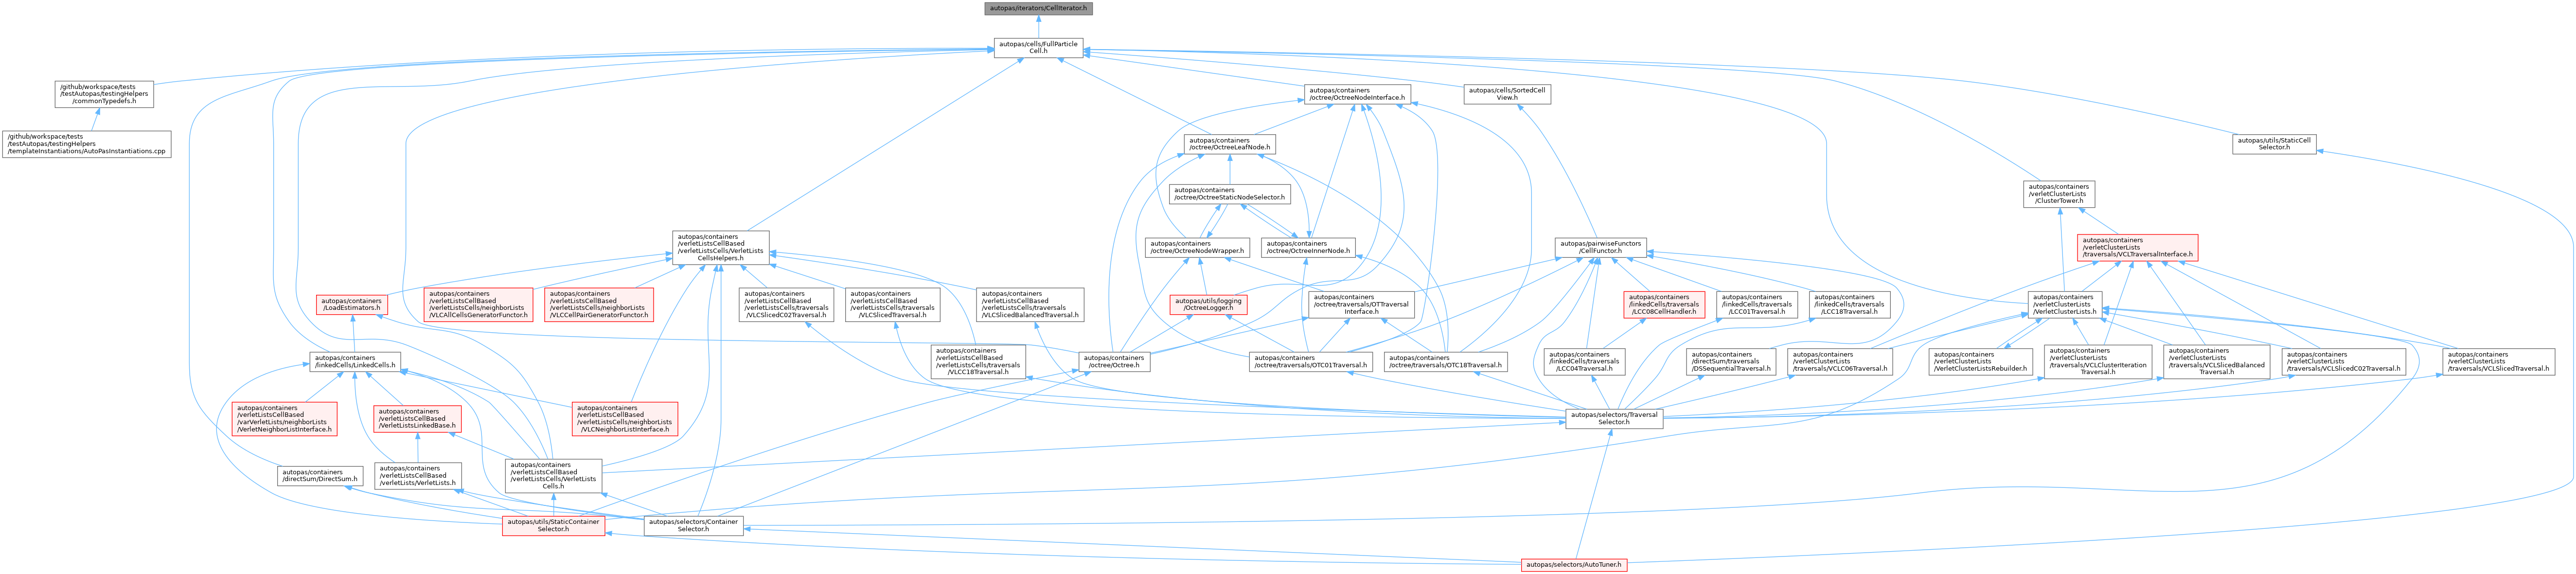 autopas/iterators/CellIterator.h
autopas/cells/FullParticle
Cell.h
/github/workspace/tests
/testAutopas/testingHelpers
/commonTypedefs.h
autopas/containers
/octree/OctreeNodeInterface.h
autopas/cells/SortedCell
View.h
/github/workspace/tests
/testAutopas/testingHelpers
/templateInstantiations/AutoPasInstantiations.cpp
autopas/containers
/octree/OctreeLeafNode.h
autopas/utils/StaticCell
Selector.h
autopas/containers
/octree/OctreeStaticNodeSelector.h
autopas/containers
/verletClusterLists
/ClusterTower.h
autopas/containers
/verletListsCellBased
/verletListsCells/VerletLists
CellsHelpers.h
autopas/containers
/octree/OctreeNodeWrapper.h
autopas/containers
/octree/OctreeInnerNode.h
autopas/pairwiseFunctors
/CellFunctor.h
autopas/containers
/verletClusterLists
/traversals/VCLTraversalInterface.h
autopas/containers
/LoadEstimators.h
autopas/containers
/verletListsCellBased
/verletListsCells/neighborLists
/VLCAllCellsGeneratorFunctor.h
autopas/containers
/verletListsCellBased
/verletListsCells/neighborLists
/VLCCellPairGeneratorFunctor.h
autopas/containers
/verletListsCellBased
/verletListsCells/traversals
/VLCSlicedC02Traversal.h
autopas/containers
/verletListsCellBased
/verletListsCells/traversals
/VLCSlicedTraversal.h
autopas/containers
/verletListsCellBased
/verletListsCells/traversals
/VLCSlicedBalancedTraversal.h
autopas/utils/logging
/OctreeLogger.h
autopas/containers
/octree/traversals/OTTraversal
Interface.h
autopas/containers
/linkedCells/traversals
/LCC08CellHandler.h
autopas/containers
/linkedCells/traversals
/LCC01Traversal.h
autopas/containers
/linkedCells/traversals
/LCC18Traversal.h
autopas/containers
/verletClusterLists
/VerletClusterLists.h
autopas/containers
/linkedCells/LinkedCells.h
autopas/containers
/verletListsCellBased
/verletListsCells/traversals
/VLCC18Traversal.h
autopas/containers
/octree/Octree.h
autopas/containers
/octree/traversals/OTC01Traversal.h
autopas/containers
/octree/traversals/OTC18Traversal.h
autopas/containers
/linkedCells/traversals
/LCC04Traversal.h
autopas/containers
/directSum/traversals
/DSSequentialTraversal.h
autopas/containers
/verletClusterLists
/traversals/VCLC06Traversal.h
autopas/containers
/verletClusterLists
/VerletClusterListsRebuilder.h
autopas/containers
/verletClusterLists
/traversals/VCLClusterIteration
Traversal.h
autopas/containers
/verletClusterLists
/traversals/VCLSlicedBalanced
Traversal.h
autopas/containers
/verletClusterLists
/traversals/VCLSlicedC02Traversal.h
autopas/containers
/verletClusterLists
/traversals/VCLSlicedTraversal.h
autopas/containers
/verletListsCellBased
/varVerletLists/neighborLists
/VerletNeighborListInterface.h
autopas/containers
/verletListsCellBased
/VerletListsLinkedBase.h
autopas/containers
/verletListsCellBased
/verletListsCells/neighborLists
/VLCNeighborListInterface.h
autopas/selectors/Traversal
Selector.h
autopas/containers
/directSum/DirectSum.h
autopas/containers
/verletListsCellBased
/verletLists/VerletLists.h
autopas/containers
/verletListsCellBased
/verletListsCells/VerletLists
Cells.h
autopas/utils/StaticContainer
Selector.h
autopas/selectors/Container
Selector.h
autopas/selectors/AutoTuner.h